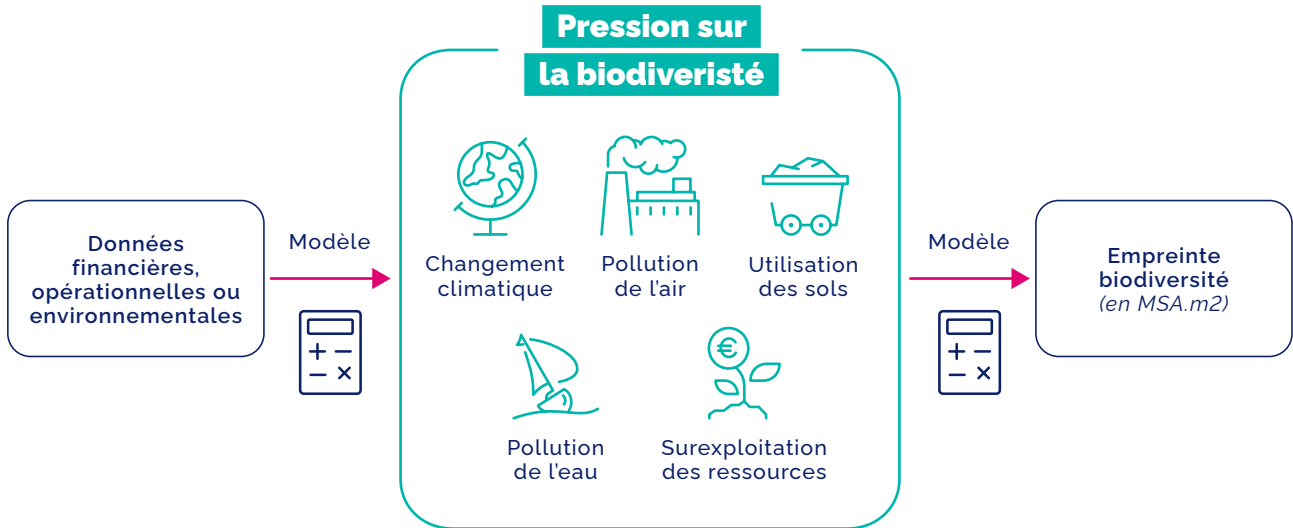 Pression sur
la biodiveristé
Données
financières,
opérationnelles ou
environnementales
Modèle
+ −
− ×
Changement
climatique
Pollution
de l'air
Utilisation
des sols
€
Pollution
de l'eau
Surexploitation
des ressources
Modèle
+ −
− ×
Empreinte
biodiversité
(en MSA.m2)